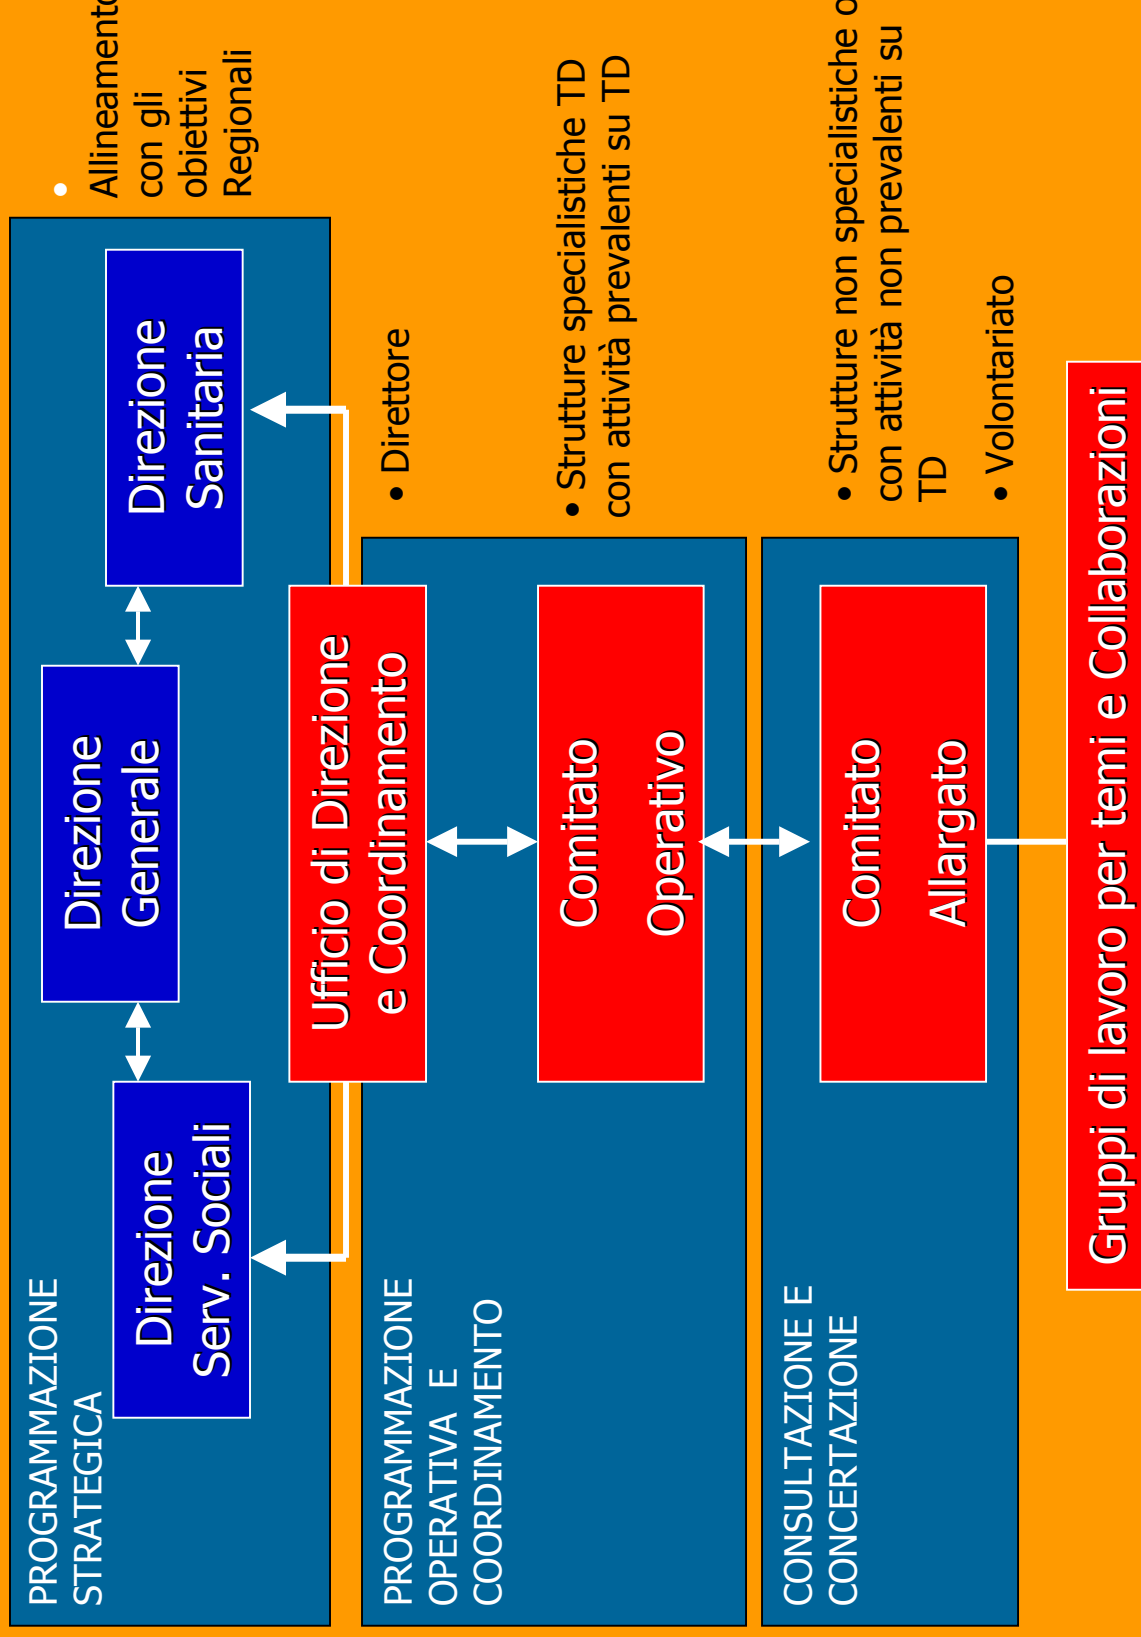 PROGRAMMAZIONE
STRATEGICA
Direzione
Serv. Sociali
Direzione
Generale
Direzione
Sanitaria
• Allineamento
con gli
obiettivi
Regionali
PROGRAMMAZIONE
OPERATIVA E
COORDINAMENTO
Ufficio di Direzione
e Coordinamento
• Direttore
Comitato
Operativo
• Strutture specialistiche TD
con attività prevalenti su TD
CONSULTAZIONE E
CONCERTAZIONE
Comitato
Allargato
• Strutture non specialistiche o
con attività non prevalenti su
TD
• Volontariato
Gruppi di lavoro per temi e Collaborazioni